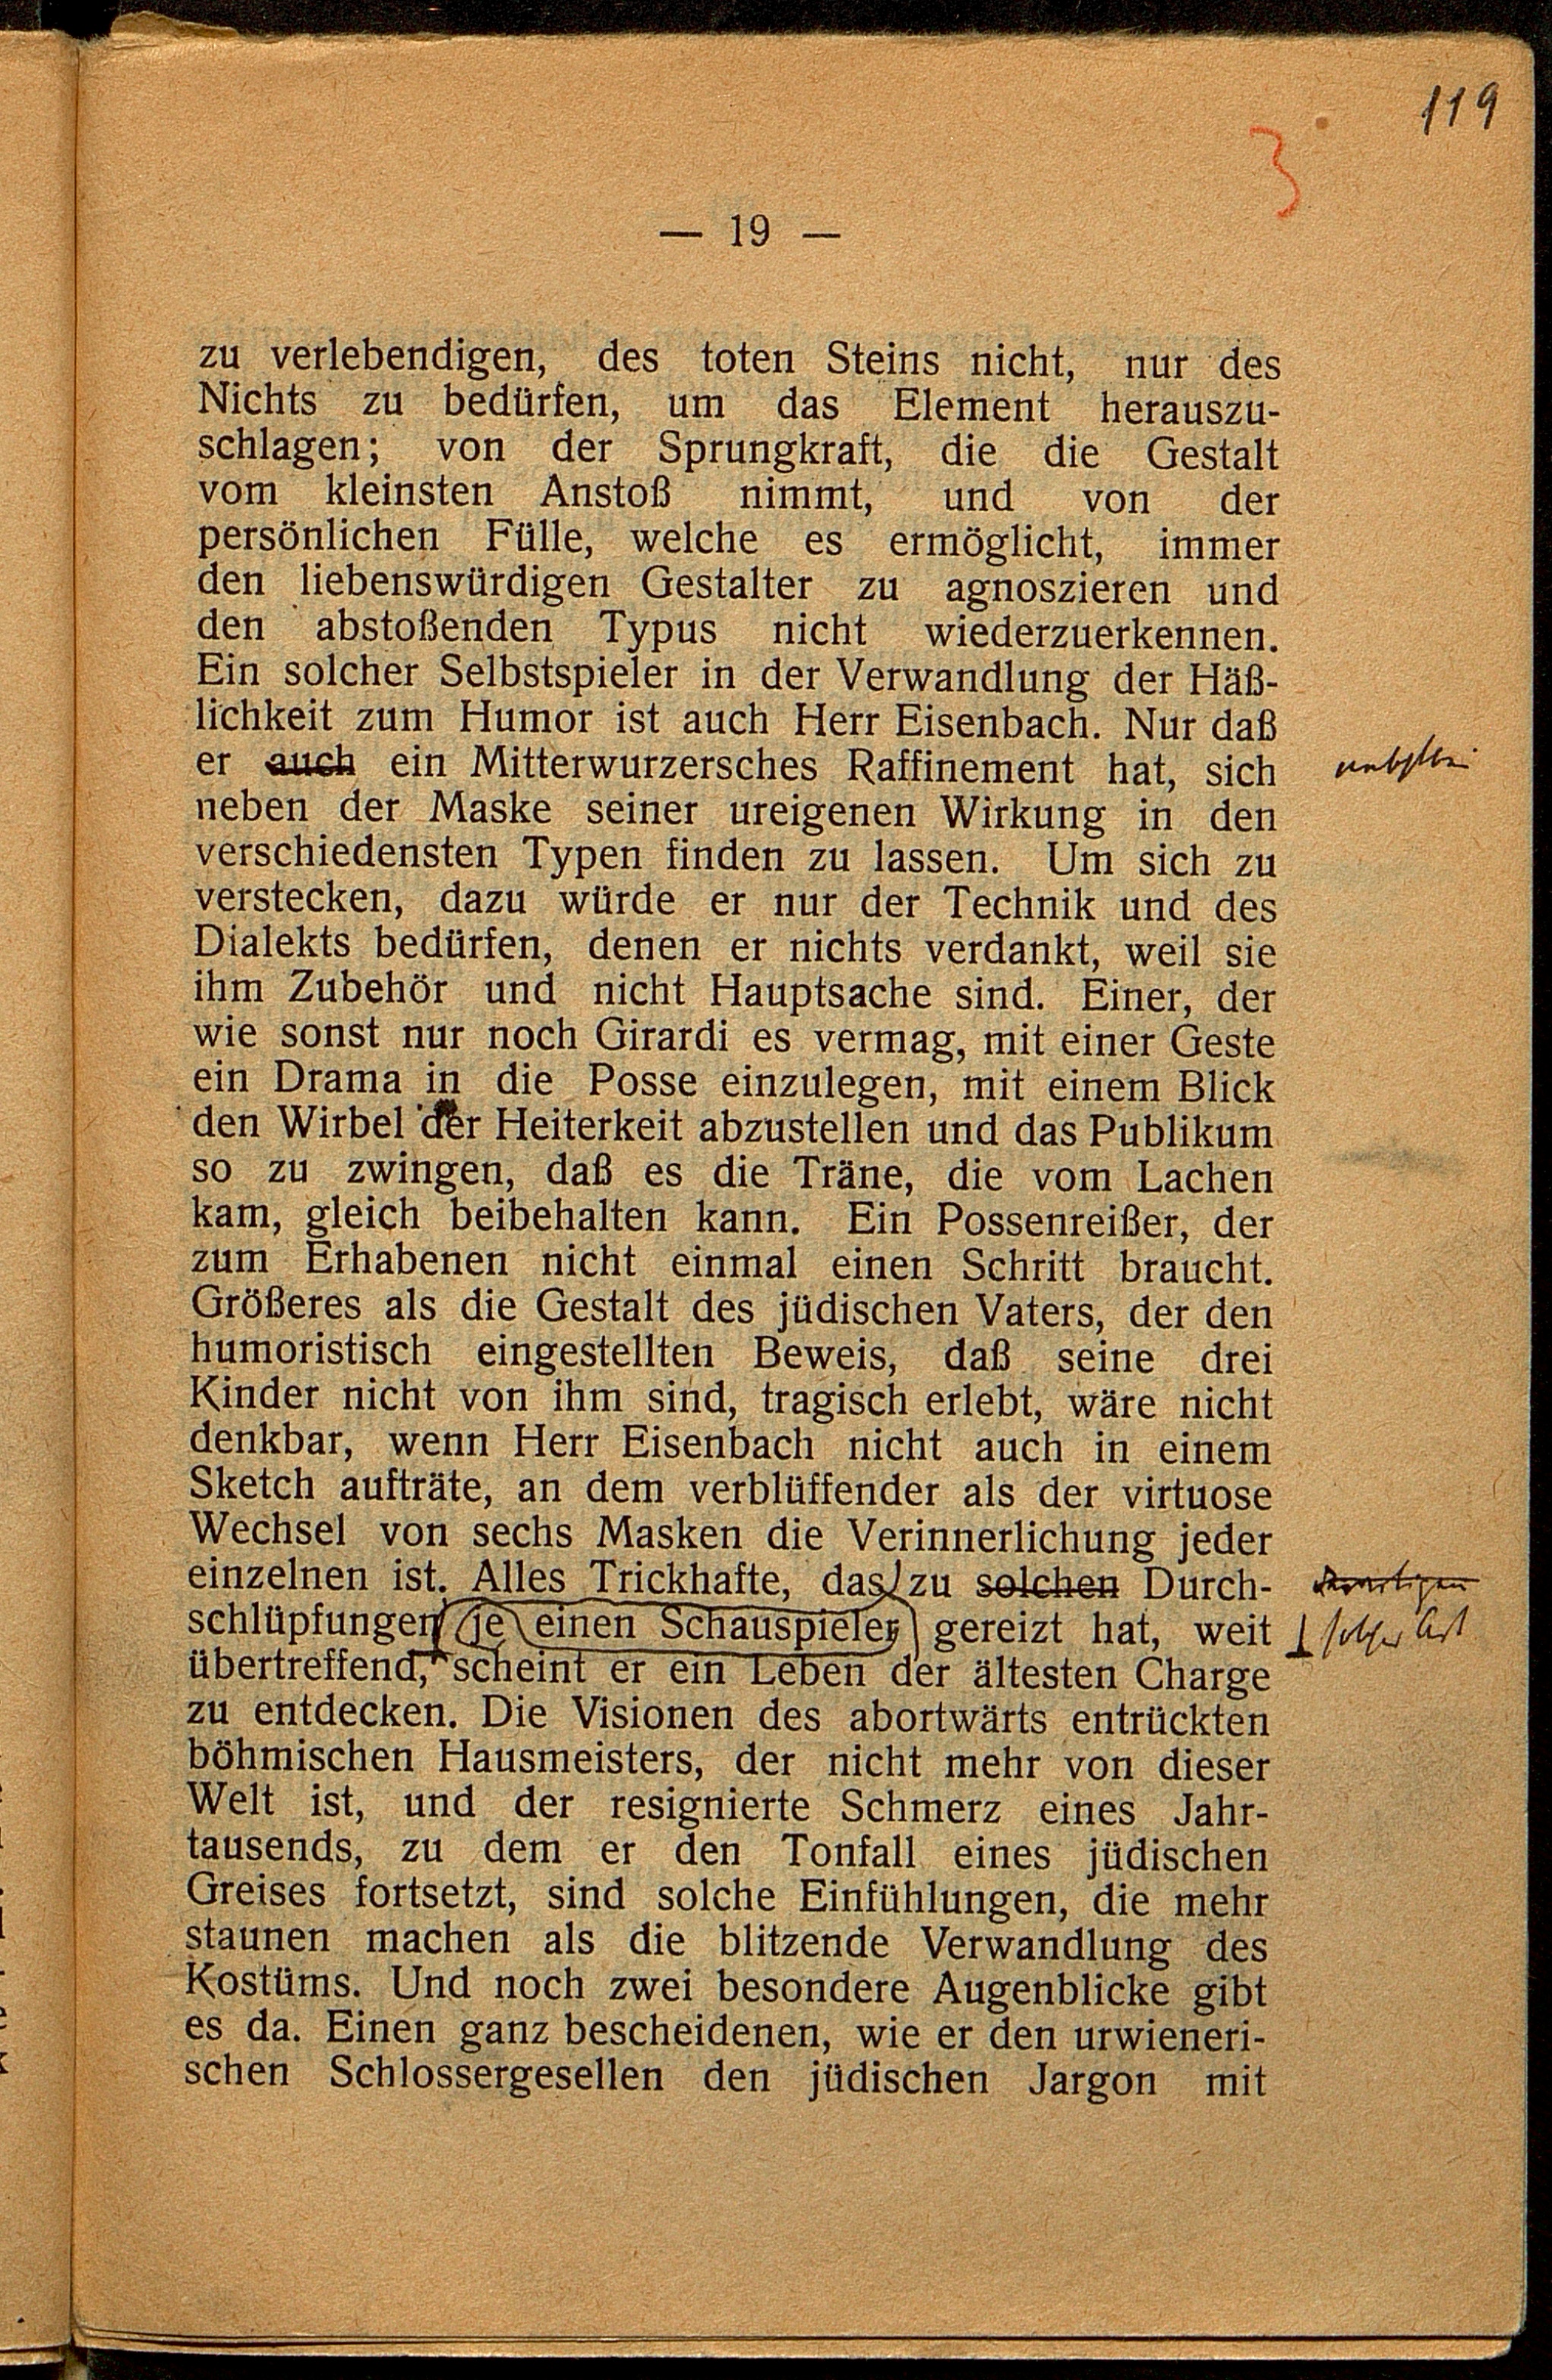 119
3
— 19 —
zu verlebendigen, des toten Steins nicht, nur des
Nichts zu bedürfen, um das Element herauszu-
schlagen; von der Sprungkraft, die die Gestalt
vom kleinsten Anstoß nimmt, und von der
persönlichen Fülle, welche es ermöglicht, immer
den liebenswürdigen Gestalter zu agnoszieren und
den abstoßenden Typus nicht wiederzuerkennen.
Ein solcher Selbstspieler in der Verwandlung der Häß-
lichkeit zum Humor ist auch Herr Eisenbach. Nur daß
er auch ein Mitterwurzersches Raffinement hat, sich
neben der Maske seiner ureigenen Wirkung in den
verschiedensten Typen finden zu lassen. Um sich zu
verstecken, dazu würde er nur der Technik und des
Dialekts bedürfen, denen er nichts verdankt, weil sie
ihm Zubehör und nicht Hauptsache sind. Einer, der
wie sonst nur noch Girardi es vermag, mit einer Geste
ein Drama in die Posse einzulegen, mit einem Blick
den Wirbel der Heiterkeit abzustellen und das Publikum
so zu zwingen, daß es die Träne, die vom Lachen
kam, gleich beibehalten kann. Ein Possenreißer, der
zum Erhabenen nicht einmal einen Schritt braucht.
Größeres als die Gestalt des jüdischen Vaters, der den
humoristisch eingestellten Beweis, daß seine drei
Kinder nicht von ihm sind, tragisch erlebt, wäre nicht
denkbar, wenn Herr Eisenbach nicht auch in einem
Sketch aufträte, an dem verblüffender als der virtuose
Wechsel von sechs Masken die Verinnerlichung jeder
einzelnen ist. Alles Trickhafte, das zu solchen Durch-
schlüpfungen je einen Schauspieler gereizt hat, weit
solcher Art
übertreffend, scheint er ein Leben der ältesten Charge
zu entdecken. Die Visionen des abortwärts entrückten
böhmischen Hausmeisters, der nicht mehr von dieser
Welt ist, und der resignierte Schmerz eines Jahr-
tausends, zu dem er den Tonfall eines jüdischen
Greises fortsetzt, sind solche Einfühlungen, die mehr
staunen machen als die blitzende Verwandlung des
Kostüms. Und noch zwei besondere Augenblicke gibt
es da. Einen ganz bescheidenen, wie er den urwieneri-
schen Schlossergesellen den jüdischen Jargon mit